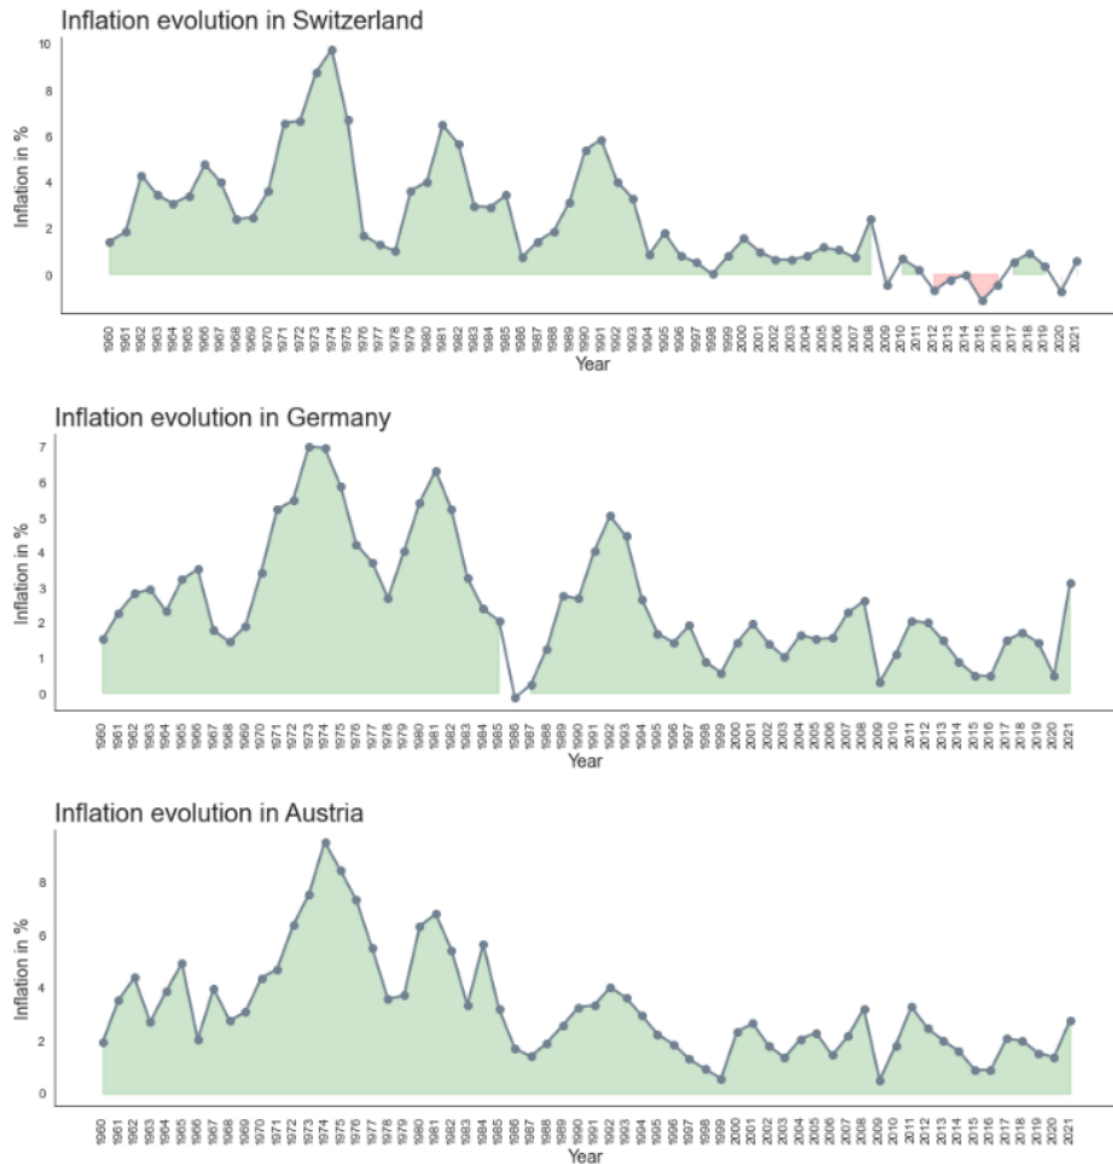 Inflation evolution in Switzerland
Inflation in %
10
8
6
4
2
0
1960 1961 1962 1963 1964 1965 1966 1967 1968 1969 1970 1971 1972 1973 1974 1975 1976 1977 1978 1979 1980 1981 1982 1983 1984 1985 1986 1987 1988 1989 1990 1991 1992 1993 1994 1995 1996 1997 1998 1999 2000 2001 2002 2003 2004 2005 2006 2007 2008 2009 2010 2011 2012 2013 2014 2015 2016 2017 2018 2019 2020 2021
Year
Inflation evolution in Germany
Inflation in %
7
6
5
4
3
2
1
0
1960 1961 1962 1963 1964 1965 1966 1967 1968 1969 1970 1971 1972 1973 1974 1975 1976 1977 1978 1979 1980 1981 1982 1983 1984 1985 1986 1987 1988 1989 1990 1991 1992 1993 1994 1995 1996 1997 1998 1999 2000 2001 2002 2003 2004 2005 2006 2007 2008 2009 2010 2011 2012 2013 2014 2015 2016 2017 2018 2019 2020 2021
Year
Inflation evolution in Austria
Inflation in %
8
6
4
2
0
1960 1961 1962 1963 1964 1965 1966 1967 1968 1969 1970 1971 1972 1973 1974 1975 1976 1977 1978 1979 1980 1981 1982 1983 1984 1985 1986 1987 1988 1989 1990 1991 1992 1993 1994 1995 1996 1997 1998 1999 2000 2001 2002 2003 2004 2005 2006 2007 2008 2009 2010 2011 2012 2013 2014 2015 2016 2017 2018 2019 2020 2021
Year